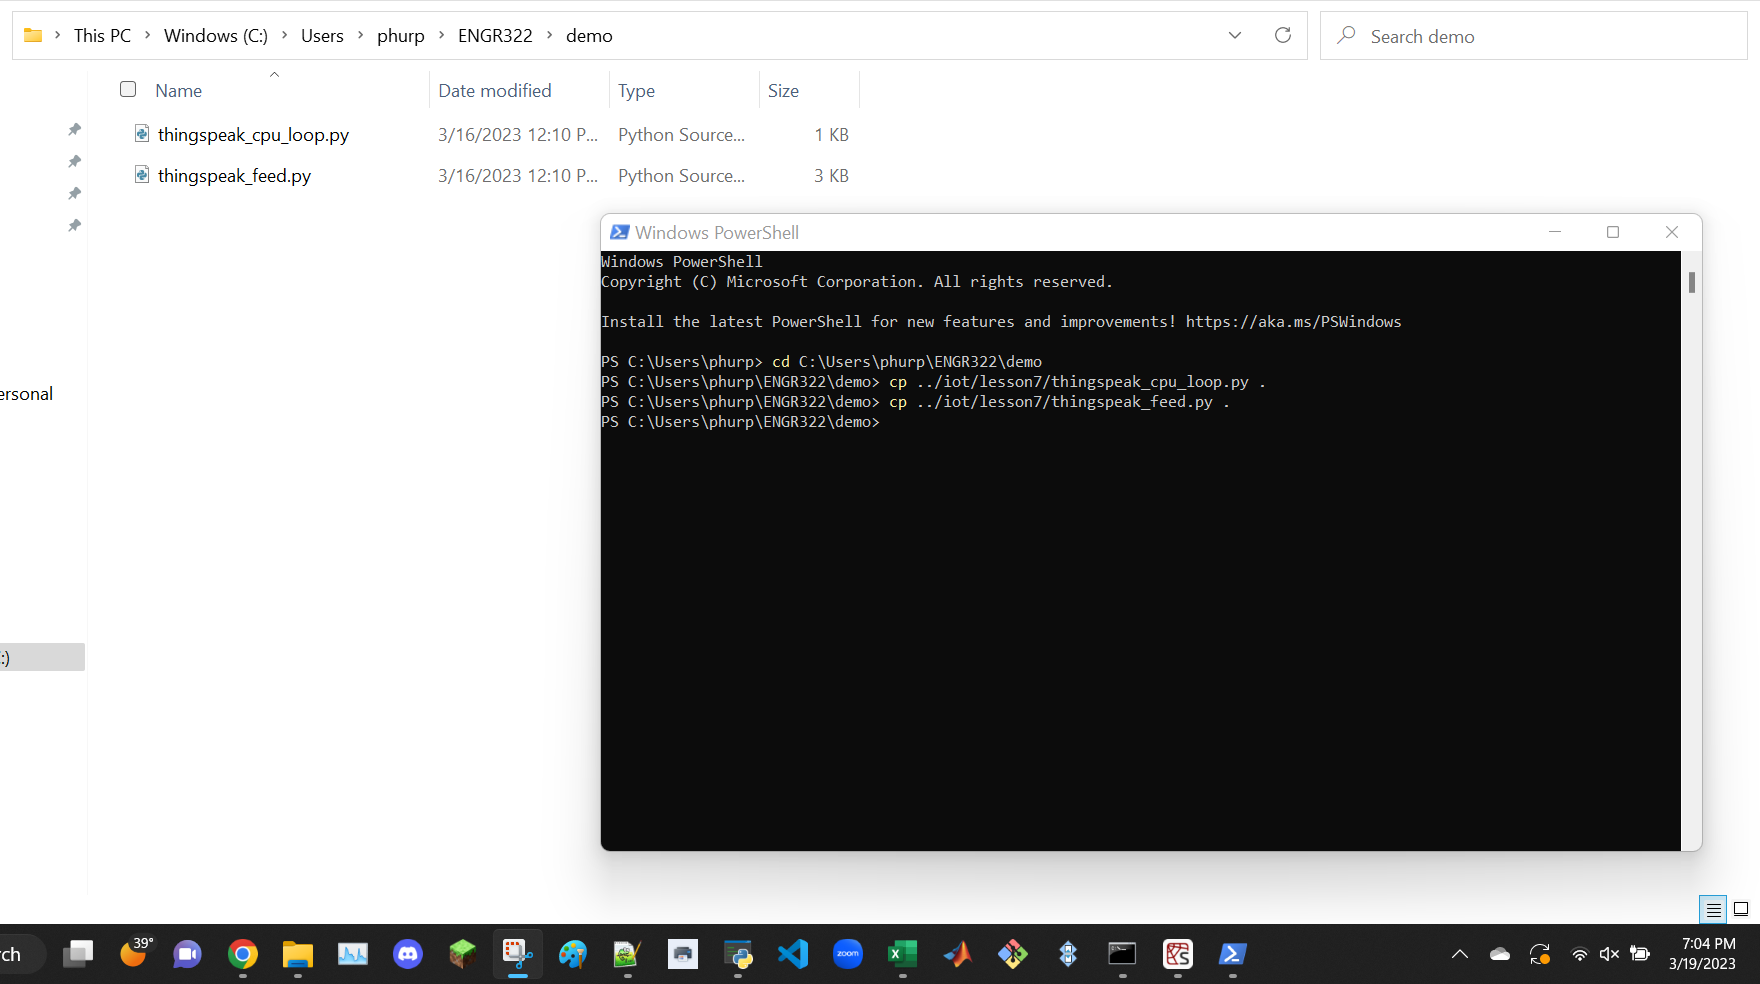 This PC > Windows (C:) > Users > phurp > ENGR322 > demo
Search demo
Name Date modified Type Size
thingspeak_cpu_loop.py 3/16/2023 12:10 P... Python Source... 1 KB
thingspeak_feed.py 3/16/2023 12:10 P... Python Source... 3 KB
ersonal
:)
Windows PowerShell
Windows PowerShell
Copyright (C) Microsoft Corporation. All rights reserved.
Install the latest PowerShell for new features and improvements! https://aka.ms/PSWindows
PS C:\Users\phurp> cd C:\Users\phurp\ENGR322\demo
PS C:\Users\phurp\ENGR322\demo> cp ../iot/lesson7/thingspeak_cpu_loop.py .
PS C:\Users\phurp\ENGR322\demo> cp ../iot/lesson7/thingspeak_feed.py .
PS C:\Users\phurp\ENGR322\demo>
rch
39°
zoom
7:04 PM
3/19/2023